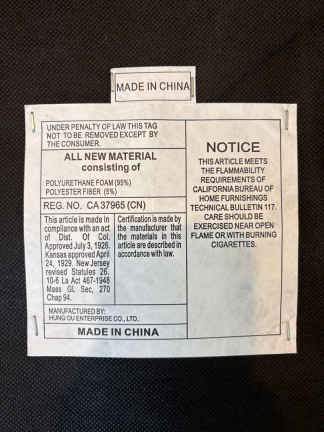 MADE IN CHINA
UNDER PENALTY OF LAW THIS TAG
NOT TO BE REMOVED EXCEPT BY
THE CONSUMER.
ALL NEW MATERIAL
consisting of
POLYURETHANE FOAM (95%)
POLYESTER FIBER (5%)
REG. NO. CA 37965 (CN)
This article is made in
compliance with an act
of Dist. Of Col.
Approved July 3, 1926,
Kansas approved April
24, 1929. New Jersey
revised Statutes 26.
10-6 La Act 467-1948
Mass GL Sec, 270
Chap 94.
Certification is made by
the manufacturer that
the materials in this
article are described in
accordance with law.
MANUFACTURED BY:
HUNG OU ENTERPRISE CO., LTD.
MADE IN CHINA
NOTICE
THIS ARTICLE MEETS
THE FLAMMABILITY
REQUIREMENTS OF
CALIFORNIA BUREAU OF
HOME FURNISHINGS
TECHNICAL BULLETIN 117.
CARE SHOULD BE
EXERCISED NEAR OPEN
FLAME OR WITH BURNING
CIGARETTES.